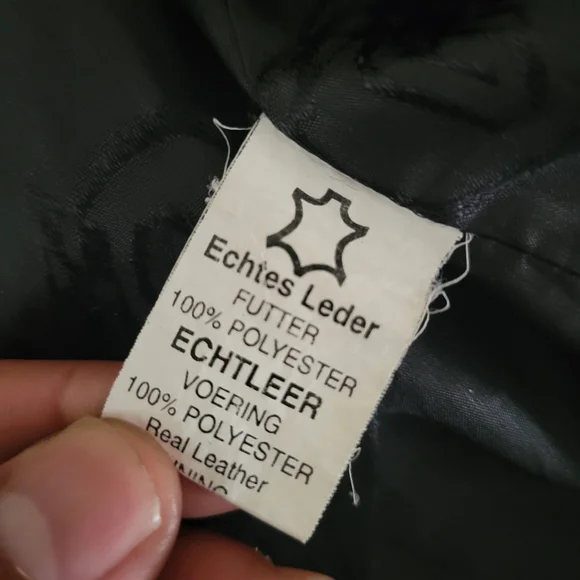 Echtes Leder
FUTTER
100% POLYESTER
ECHTLEER
VOERING
100% POLYESTER
Real Leather